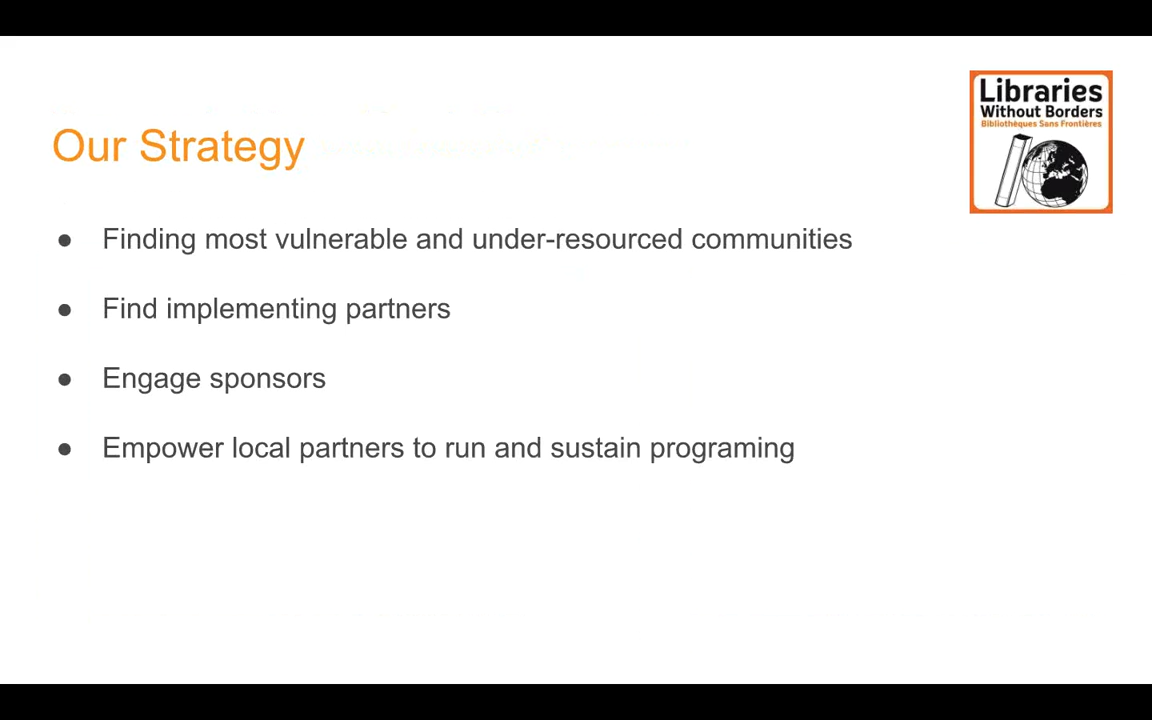 Libraries
Without Borders
Bibliothèques Sans Frontières
Our Strategy
● Finding most vulnerable and under-resourced communities
● Find implementing partners
● Engage sponsors
● Empower local partners to run and sustain programing